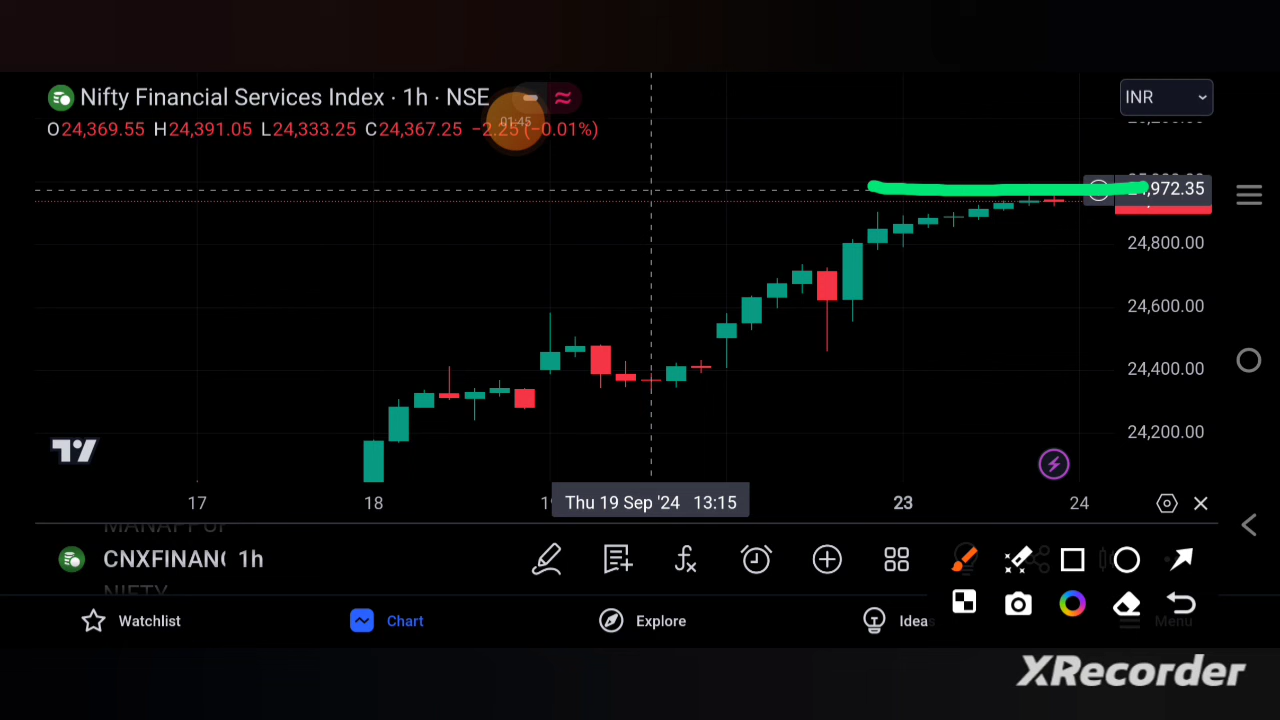 Nifty Financial Services Index · 1h · NSE
INR
O24,369.55 H24,391.05 L24,333.25 C24,367.25 −2.25 (−0.01%)
01:45
972.35
24,800.00
24,600.00
24,400.00
24,200.00
17 18 Thu 19 Sep '24 13:15 23 24
CNXFINANC 1h
NIFTY
Watchlist Chart Explore Ideas Menu
XRecorder